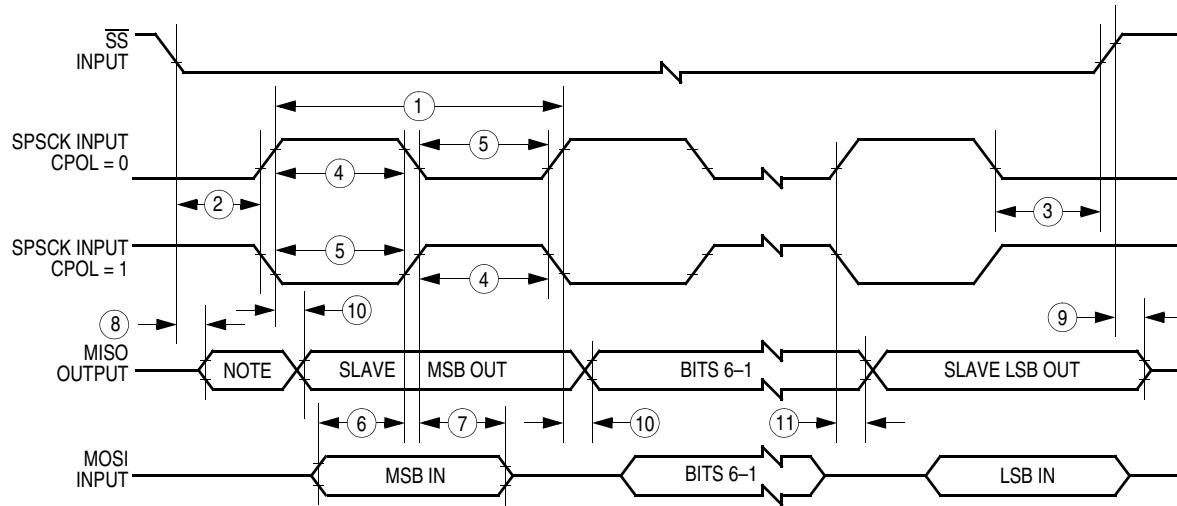 SS
INPUT
1
SPSCK INPUT
CPOL = 0
5
4
2
3
SPSCK INPUT
CPOL = 1
5
4
8
10
9
MISO
OUTPUT
NOTE
SLAVE MSB OUT
BITS 6–1
SLAVE LSB OUT
6
7
10
11
MOSI
INPUT
MSB IN
BITS 6–1
LSB IN